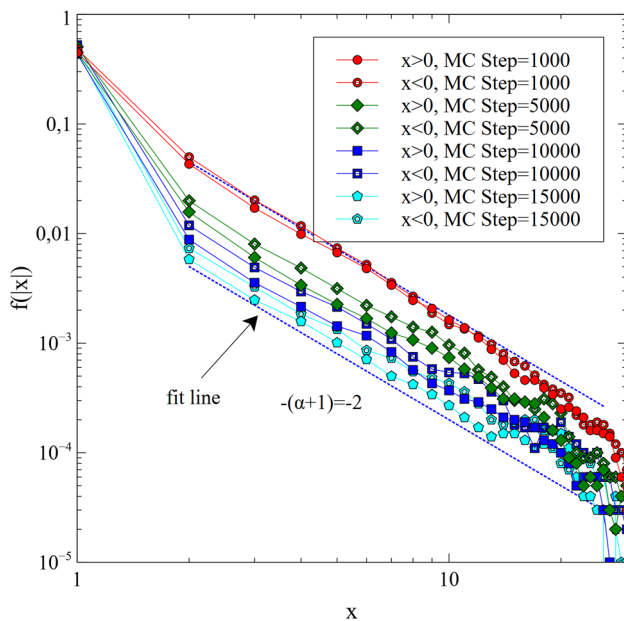 1
0,1
0,01
10⁻³
10⁻⁴
10⁻⁵
f(|x|)
x>0, MC Step=1000
x<0, MC Step=1000
x>0, MC Step=5000
x<0, MC Step=5000
x>0, MC Step=10000
x<0, MC Step=10000
x>0, MC Step=15000
x<0, MC Step=15000
fit line
-(α+1)=-2
1
10
x